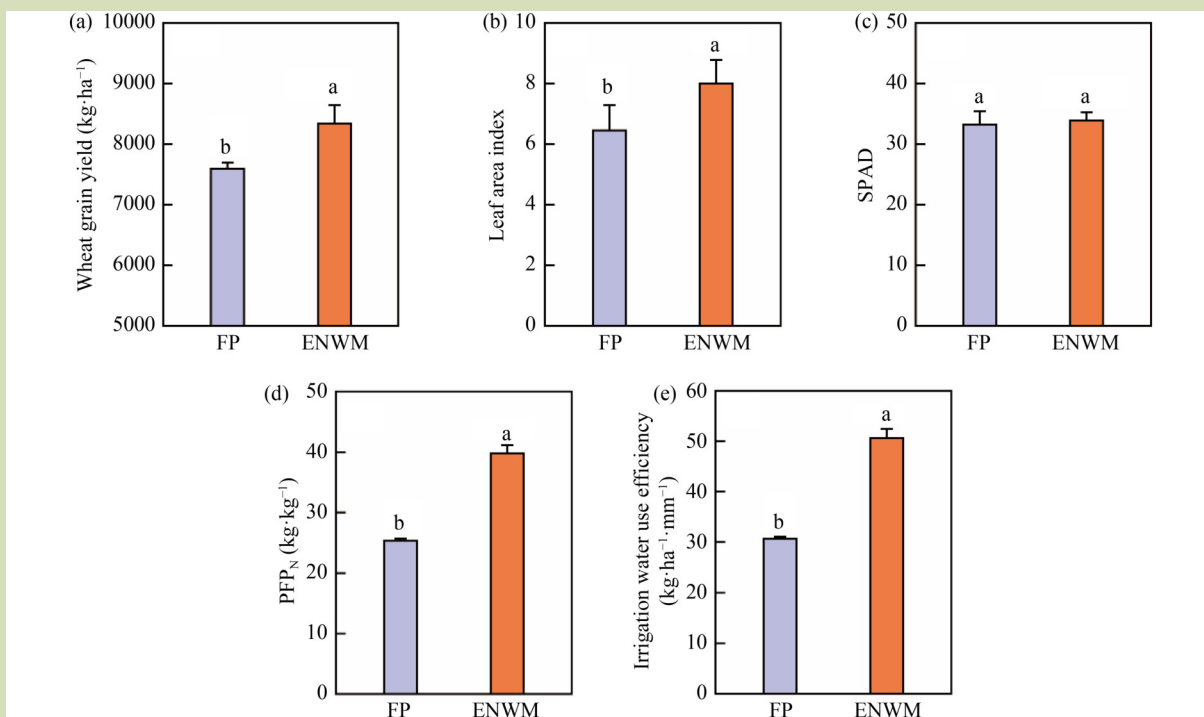 (a)
Wheat grain yield (kg·ha⁻¹)
10000
9000
8000
7000
6000
5000
b
a
FP
ENWM
(b)
Leaf area index
10
8
6
4
2
0
b
a
FP
ENWM
(c)
SPAD
50
40
30
20
10
0
a
a
FP
ENWM
(d)
PFP_N (kg·kg⁻¹)
50
40
30
20
10
0
b
a
FP
ENWM
(e)
Irrigation water use efficiency
(kg·ha⁻¹·mm⁻¹)
60
50
40
30
20
10
0
b
a
FP
ENWM